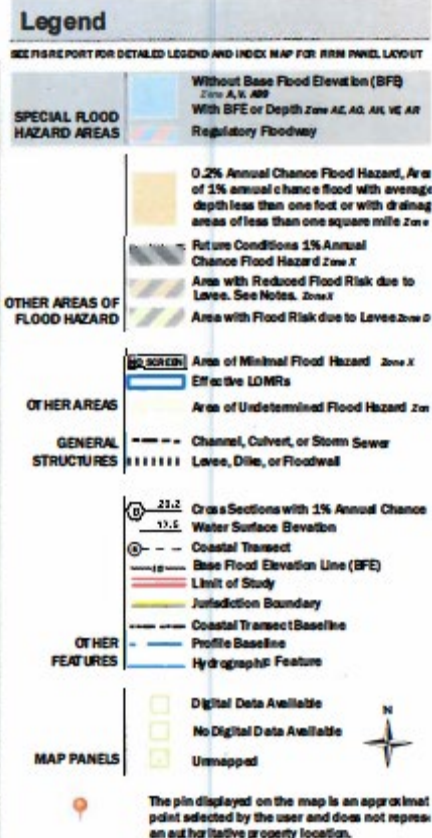 Legend
SEE FIS REPORT FOR DETAILED LEGEND AND INDEX MAP FOR FIRM PANEL LAYOUT
SPECIAL FLOOD
HAZARD AREAS
Without Base Flood Elevation (BFE)
Zone A, V, A99
With BFE or Depth Zone AE, AO, AH, VE, AR
Regulatory Floodway
0.2% Annual Chance Flood Hazard, Area
of 1% annual chance flood with average
depth less than one foot or with drainag
areas of less than one square mile Zone
Future Conditions 1% Annual
Chance Flood Hazard Zone X
OTHER AREAS OF
FLOOD HAZARD
Area with Reduced Flood Risk due to
Levee. See Notes. Zone X
Area with Flood Risk due to Levee Zone D
NO SCREEN Area of Minimal Flood Hazard Zone X
Effective LOMRs
OTHER AREAS
Area of Undetermined Flood Hazard Zon
GENERAL
STRUCTURES
Channel, Culvert, or Storm Sewer
Levee, Dike, or Floodwall
B 20.2 Cross Sections with 1% Annual Chance
17.5 Water Surface Elevation
Coastal Transect
Base Flood Elevation Line (BFE)
Limit of Study
Jurisdiction Boundary
Coastal Transect Baseline
OTHER
FEATURES
Profile Baseline
Hydrographic Feature
MAP PANELS
Digital Data Available
No Digital Data Available
Unmapped
N
The pin displayed on the map is an approximat
point selected by the user and does not represe
an authoritative property location.